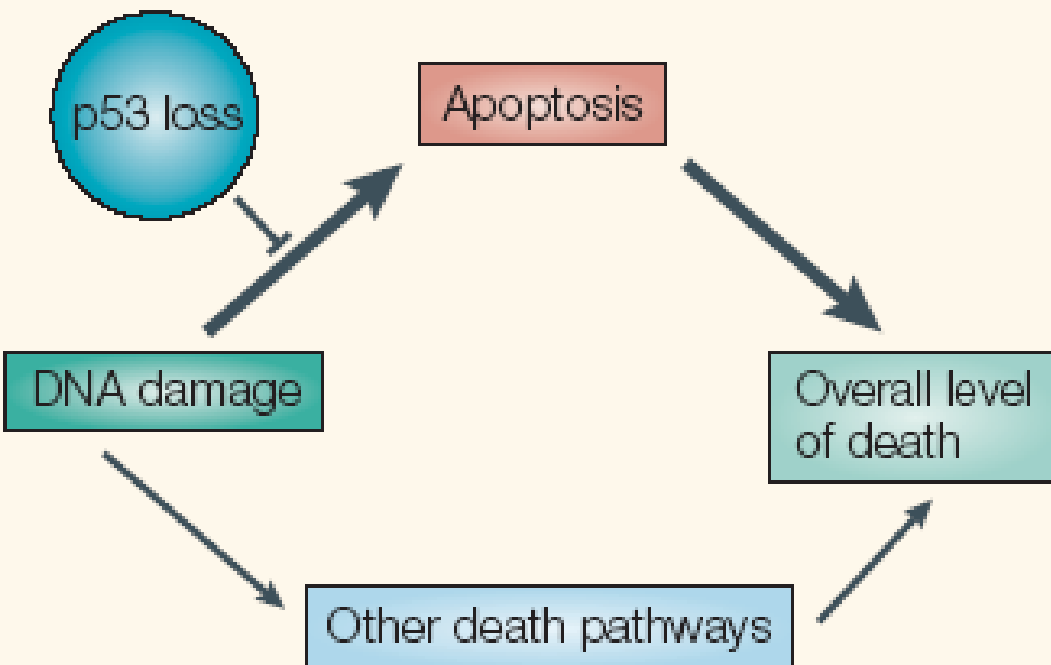 p53 loss
Apoptosis
DNA damage
Overall level
of death
Other death pathways